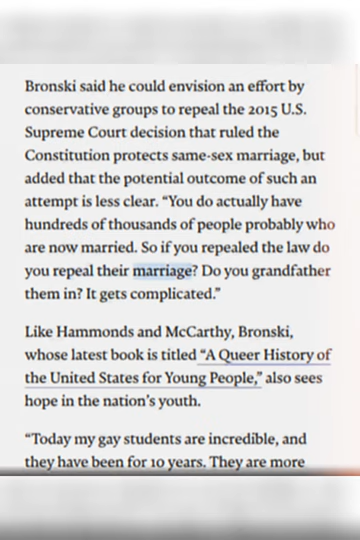 Bronski said he could envision an effort by
conservative groups to repeal the 2015 U.S.
Supreme Court decision that ruled the
Constitution protects same-sex marriage, but
added that the potential outcome of such an
attempt is less clear. “You do actually have
hundreds of thousands of people probably who
are now married. So if you repealed the law do
you repeal their marriage? Do you grandfather
them in? It gets complicated.”
Like Hammonds and McCarthy, Bronski,
whose latest book is titled “A Queer History of
the United States for Young People,” also sees
hope in the nation’s youth.
“Today my gay students are incredible, and
they have been for 10 years. They are more